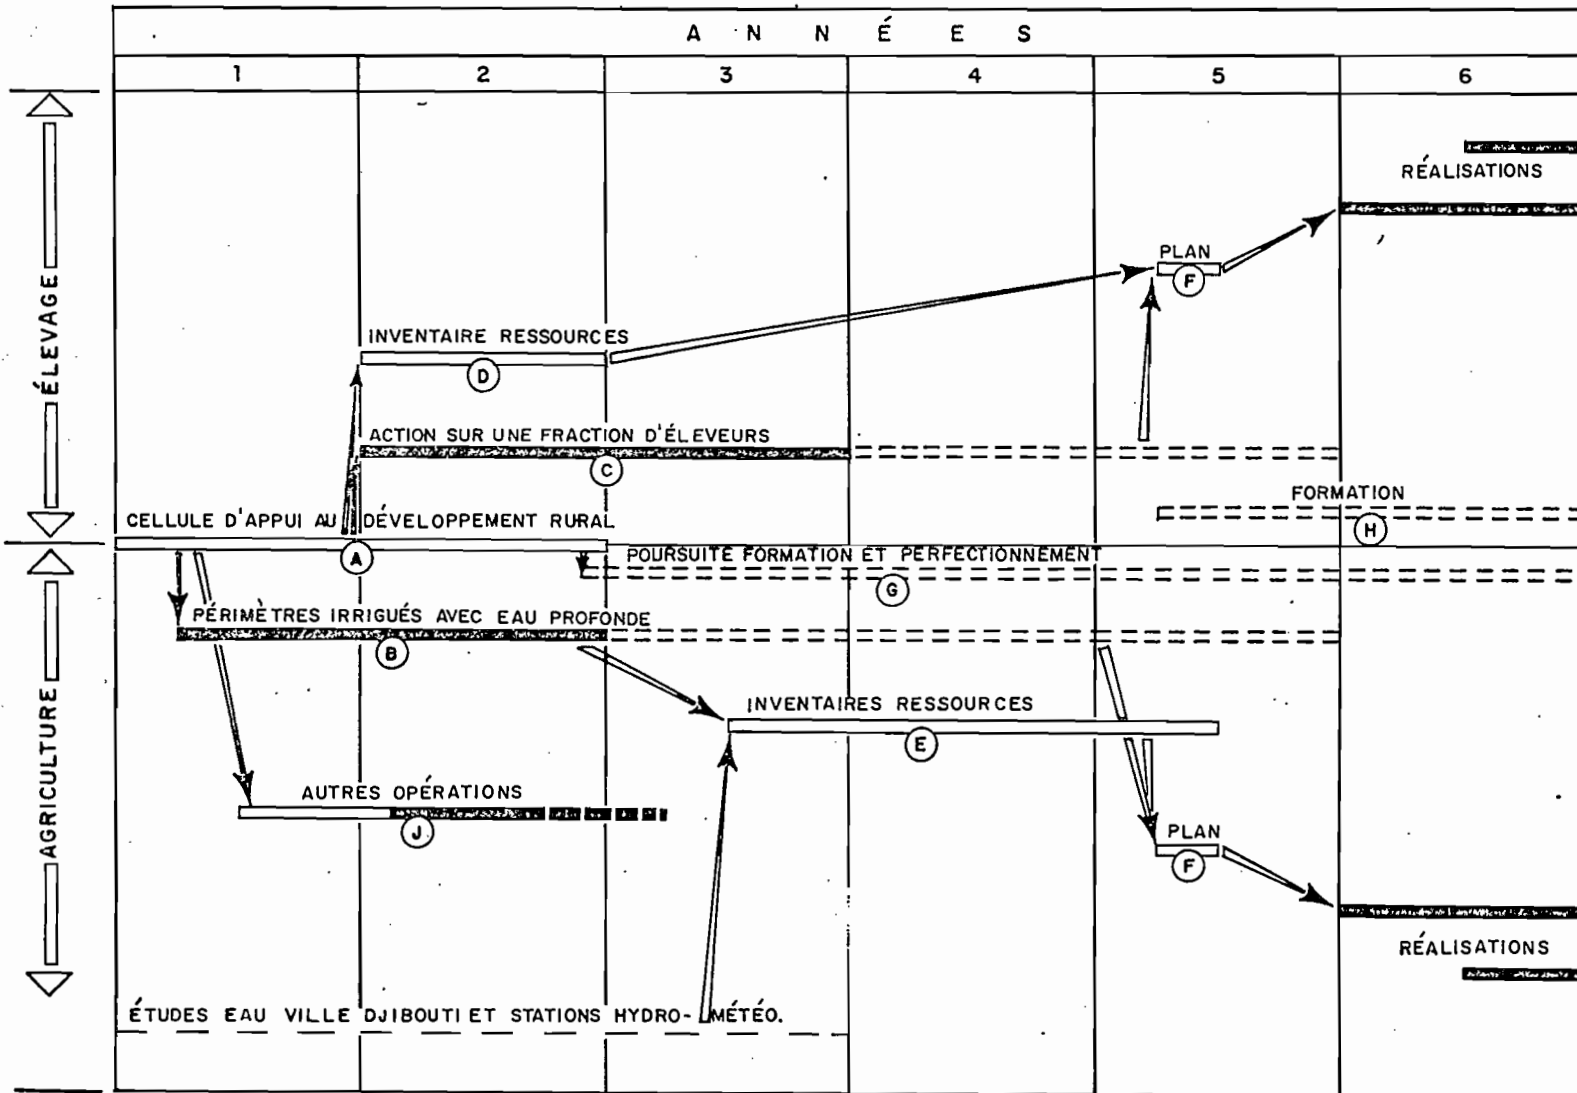 ANNÉES
1 2 3 4 5 6
RÉALISATIONS
PLAN
F
INVENTAIRE RESSOURCES
D
ACTION SUR UNE FRACTION D'ÉLEVEURS
C
FORMATION
H
ÉLEVAGE
CELLULE D'APPUI AU DÉVELOPPEMENT RURAL
A
POURSUITE FORMATION ET PERFECTIONNEMENT
G
PÉRIMÈTRES IRRIGUÉS AVEC EAU PROFONDE
B
INVENTAIRES RESSOURCES
E
AGRICULTURE
AUTRES OPÉRATIONS
J
PLAN
F
RÉALISATIONS
ÉTUDES EAU VILLE DJIBOUTI ET STATIONS HYDRO-MÉTÉO.